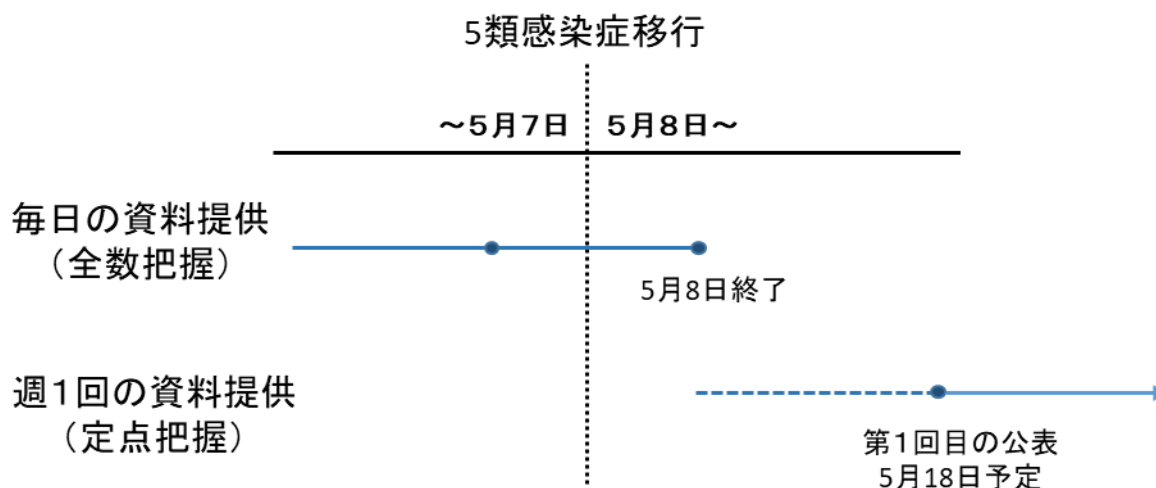 5類感染症移行
～5月7日
5月8日～
毎日の資料提供
（全数把握）
5月8日終了
週1回の資料提供
（定点把握）
第1回目の公表
5月18日予定